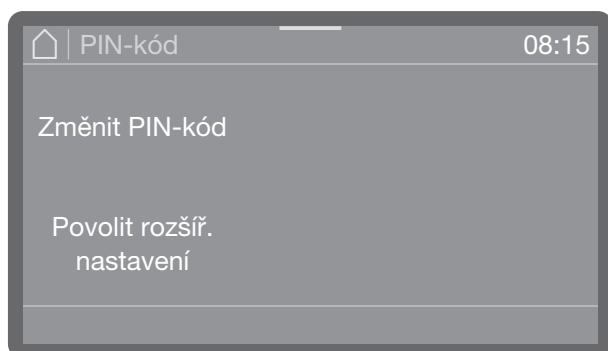 PIN-kód 08:15
Změnit PIN-kód
Povolit rozšíř.
nastavení